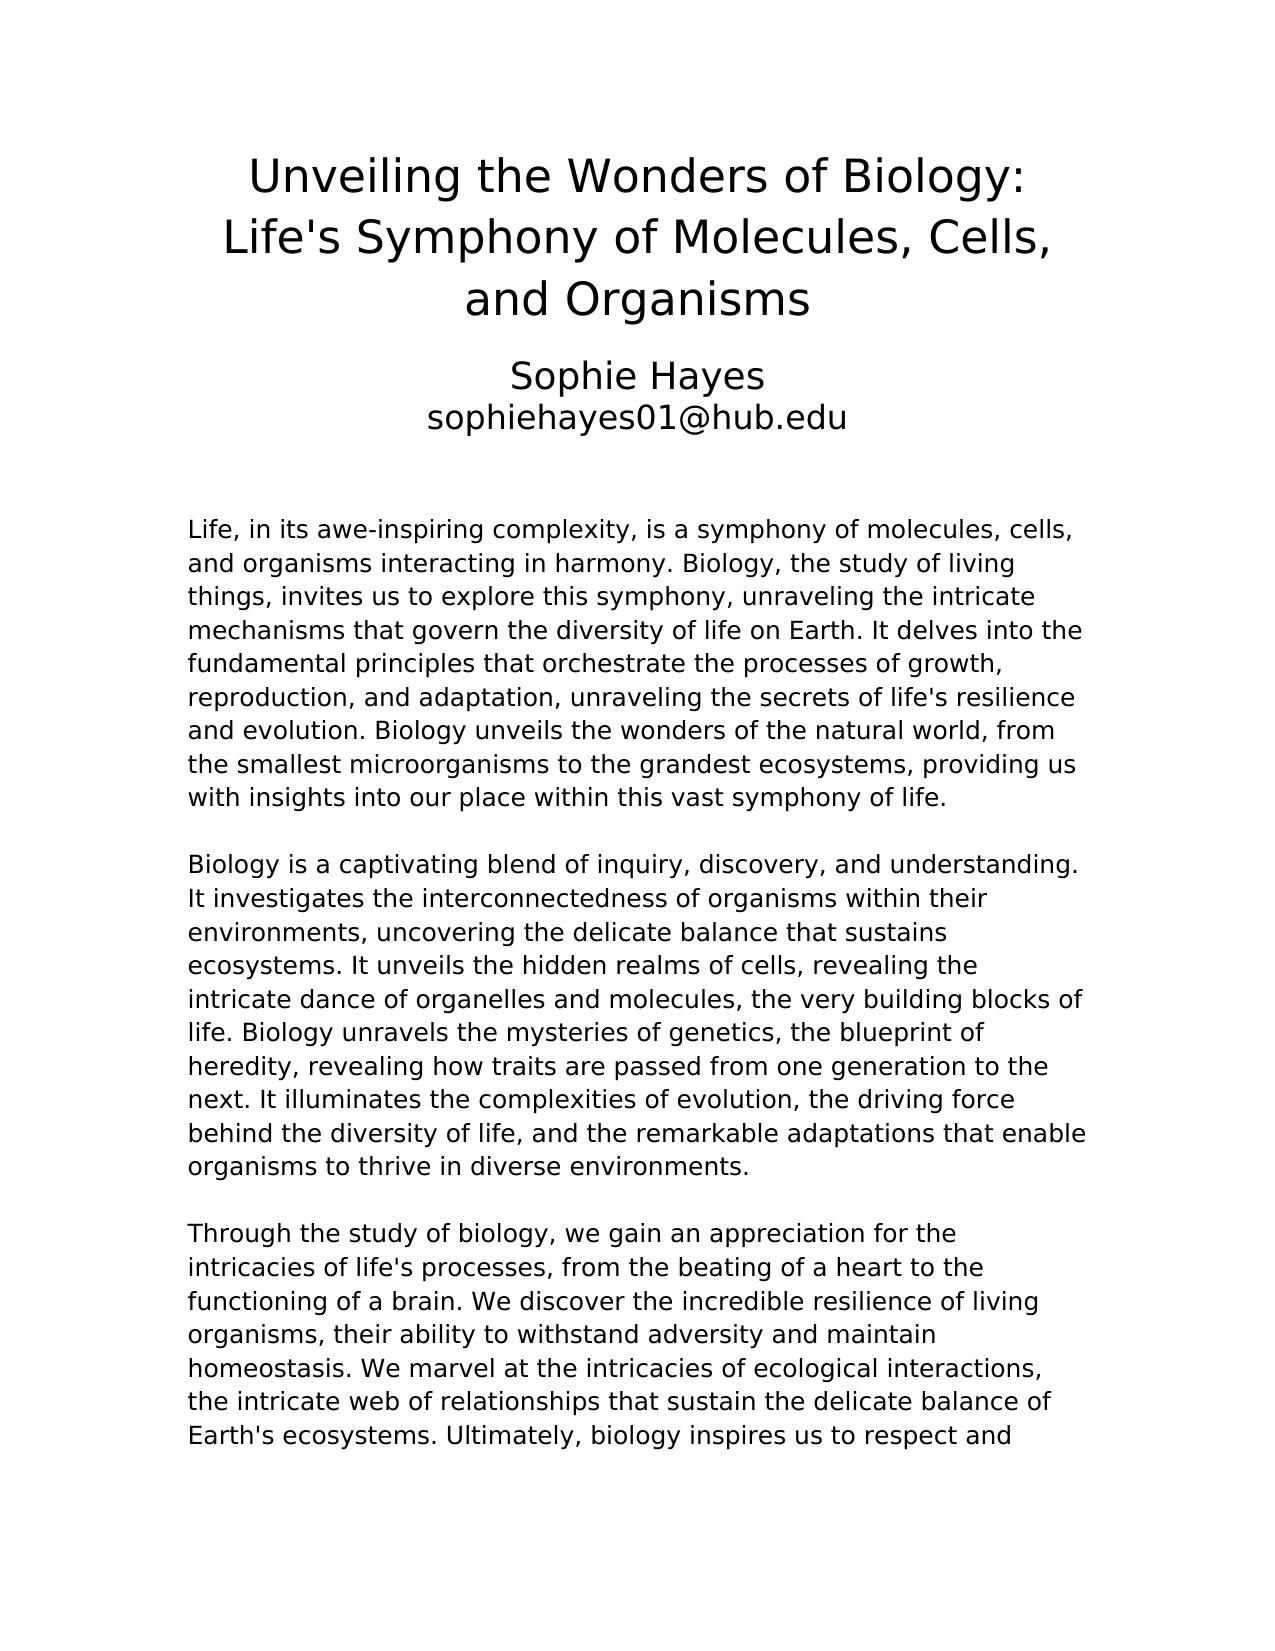 Unveiling the Wonders of Biology:
Life's Symphony of Molecules, Cells,
and Organisms
Sophie Hayes
sophiehayes01@hub.edu
Life, in its awe-inspiring complexity, is a symphony of molecules, cells,
and organisms interacting in harmony. Biology, the study of living
things, invites us to explore this symphony, unraveling the intricate
mechanisms that govern the diversity of life on Earth. It delves into the
fundamental principles that orchestrate the processes of growth,
reproduction, and adaptation, unraveling the secrets of life's resilience
and evolution. Biology unveils the wonders of the natural world, from
the smallest microorganisms to the grandest ecosystems, providing us
with insights into our place within this vast symphony of life.
Biology is a captivating blend of inquiry, discovery, and understanding.
It investigates the interconnectedness of organisms within their
environments, uncovering the delicate balance that sustains
ecosystems. It unveils the hidden realms of cells, revealing the
intricate dance of organelles and molecules, the very building blocks of
life. Biology unravels the mysteries of genetics, the blueprint of
heredity, revealing how traits are passed from one generation to the
next. It illuminates the complexities of evolution, the driving force
behind the diversity of life, and the remarkable adaptations that enable
organisms to thrive in diverse environments.
Through the study of biology, we gain an appreciation for the
intricacies of life's processes, from the beating of a heart to the
functioning of a brain. We discover the incredible resilience of living
organisms, their ability to withstand adversity and maintain
homeostasis. We marvel at the intricacies of ecological interactions,
the intricate web of relationships that sustain the delicate balance of
Earth's ecosystems. Ultimately, biology inspires us to respect and